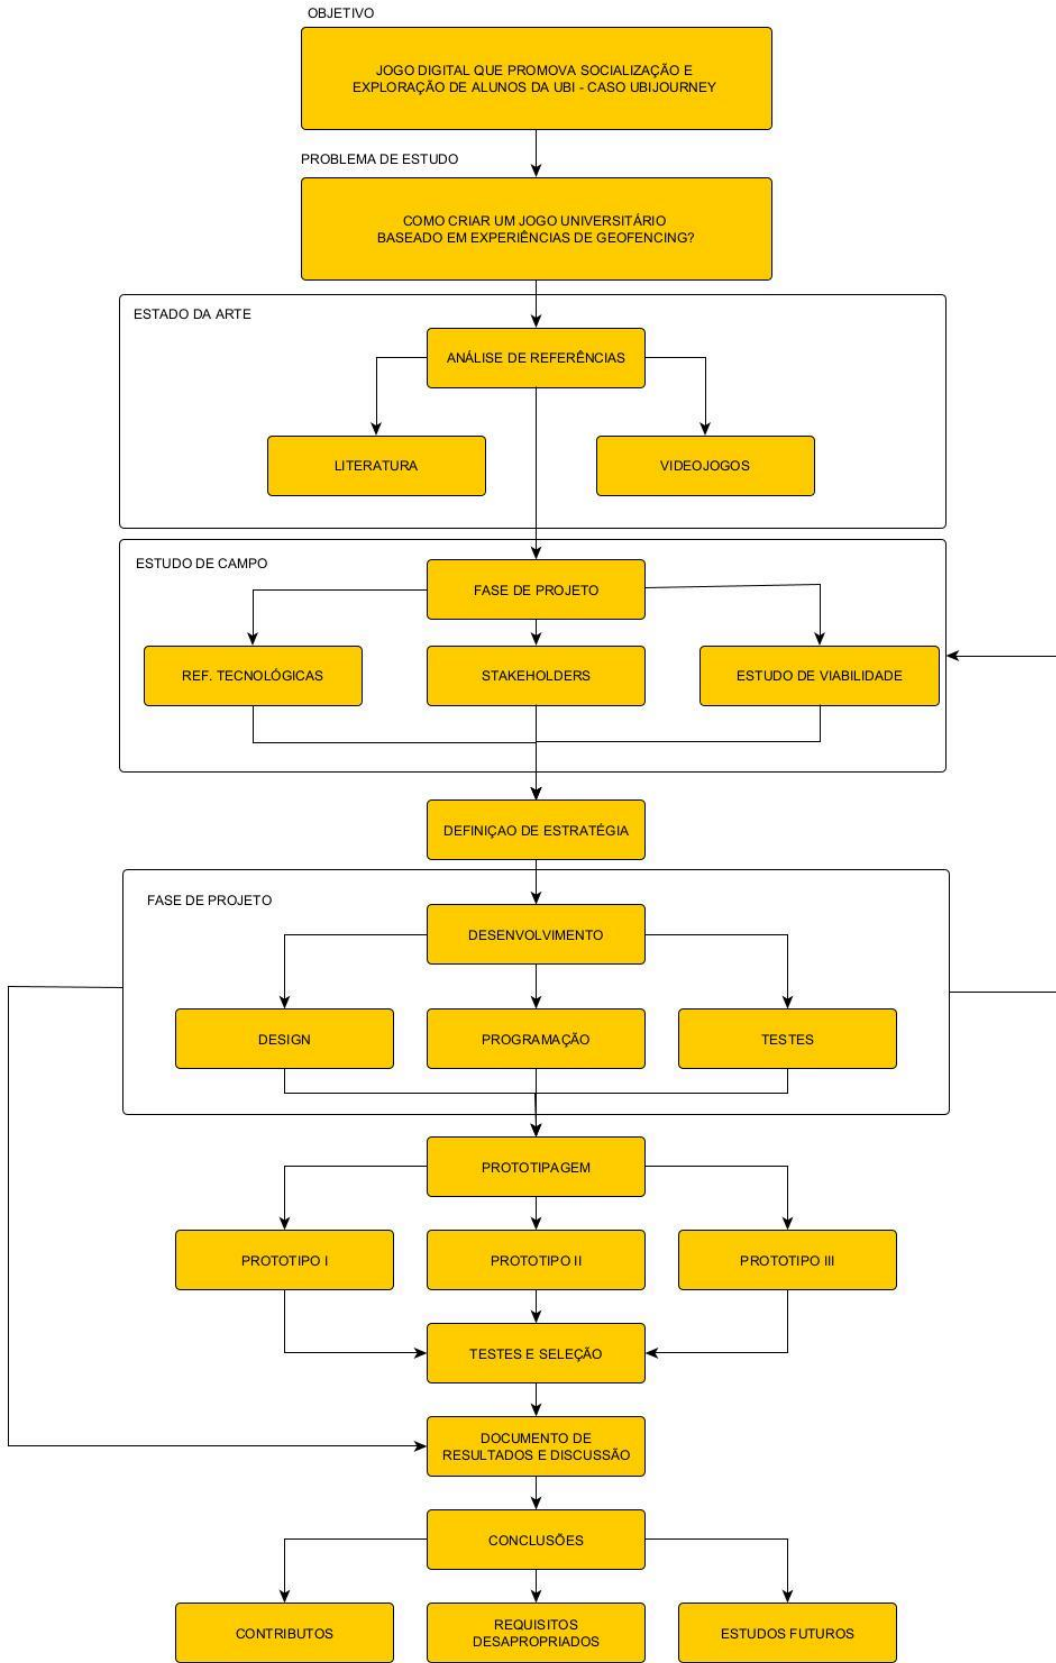 OBJETIVO
JOGO DIGITAL QUE PROMOVA SOCIALIZAÇÃO E
EXPLORAÇÃO DE ALUNOS DA UBI - CASO UBIJOURNEY
PROBLEMA DE ESTUDO
COMO CRIAR UM JOGO UNIVERSITÁRIO
BASEADO EM EXPERIÊNCIAS DE GEOFENCING?
ESTADO DA ARTE
ANÁLISE DE REFERÊNCIAS
LITERATURA
VIDEOJOGOS
ESTUDO DE CAMPO
FASE DE PROJETO
REF. TECNOLÓGICAS
STAKEHOLDERS
ESTUDO DE VIABILIDADE
DEFINIÇAO DE ESTRATÉGIA
FASE DE PROJETO
DESENVOLVIMENTO
DESIGN
PROGRAMAÇÃO
TESTES
PROTOTIPAGEM
PROTOTIPO I
PROTOTIPO II
PROTOTIPO III
TESTES E SELEÇÃO
DOCUMENTO DE
RESULTADOS E DISCUSSÃO
CONCLUSÕES
CONTRIBUTOS
REQUISITOS
DESAPROPRIADOS
ESTUDOS FUTUROS